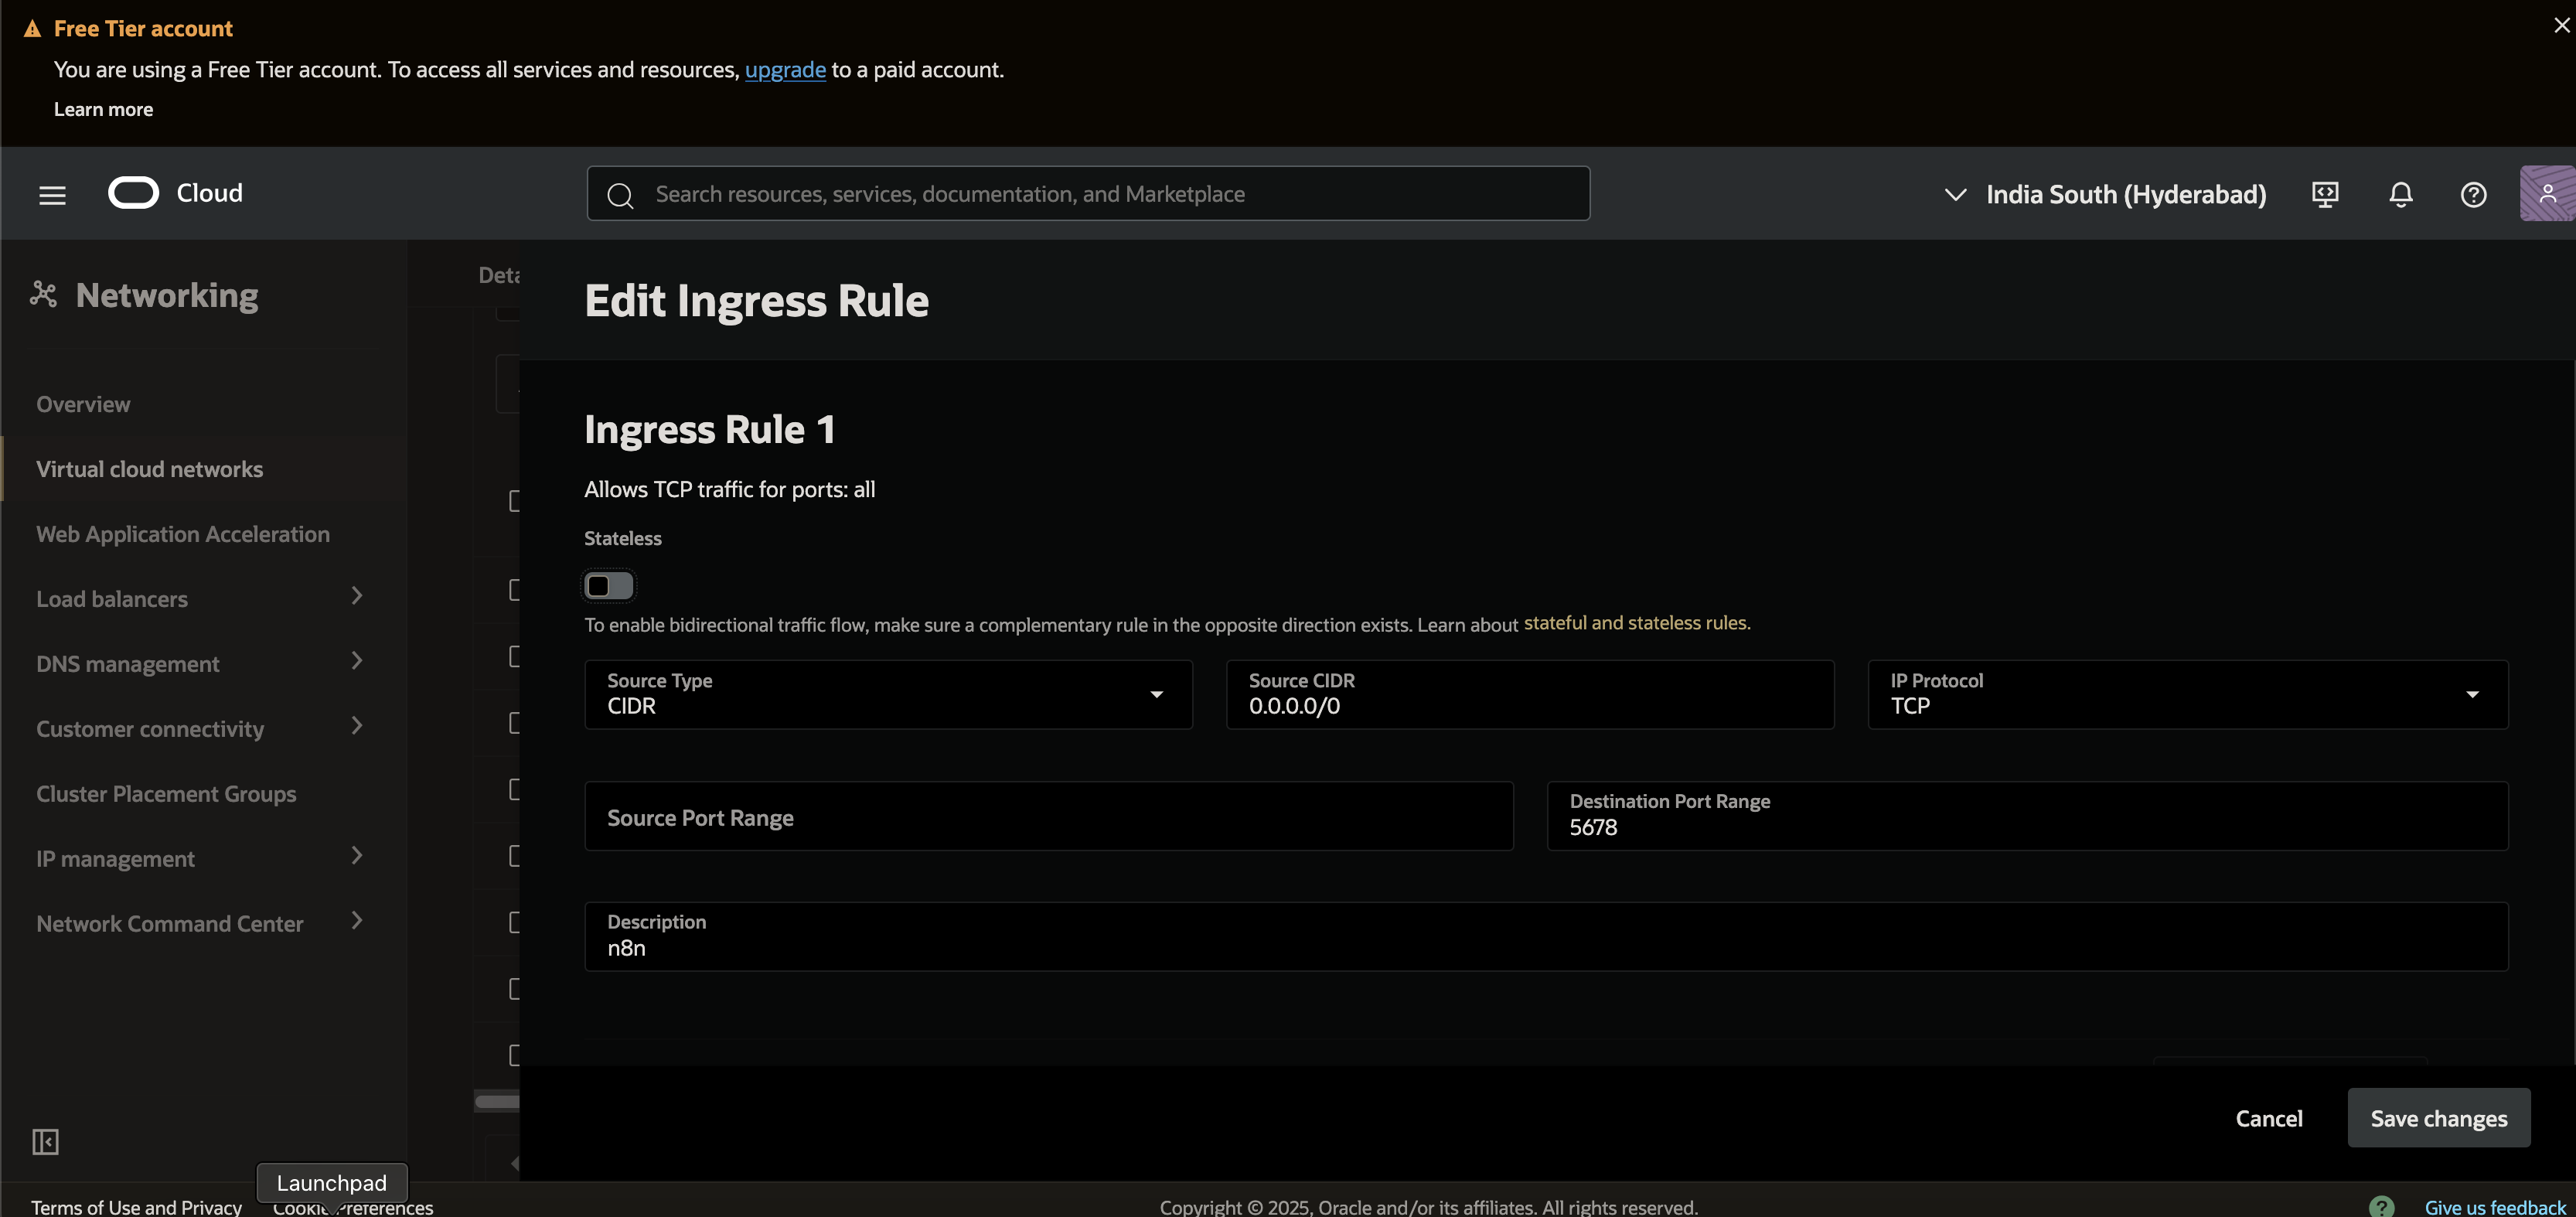 Free Tier account
You are using a Free Tier account. To access all services and resources, upgrade to a paid account.
Learn more
Cloud
Search resources, services, documentation, and Marketplace
India South (Hyderabad)
Networking
Overview
Virtual cloud networks
Web Application Acceleration
Load balancers
DNS management
Customer connectivity
Cluster Placement Groups
IP management
Network Command Center
Edit Ingress Rule
Ingress Rule 1
Allows TCP traffic for ports: all
Stateless
To enable bidirectional traffic flow, make sure a complementary rule in the opposite direction exists. Learn about stateful and stateless rules.
Source Type
CIDR
Source CIDR
0.0.0.0/0
IP Protocol
TCP
Source Port Range
Destination Port Range
5678
Description
n8n
Cancel
Save changes
Launchpad
Terms of Use and Privacy
Cookie Preferences
Copyright © 2025, Oracle and/or its affiliates. All rights reserved.
Give us feedback